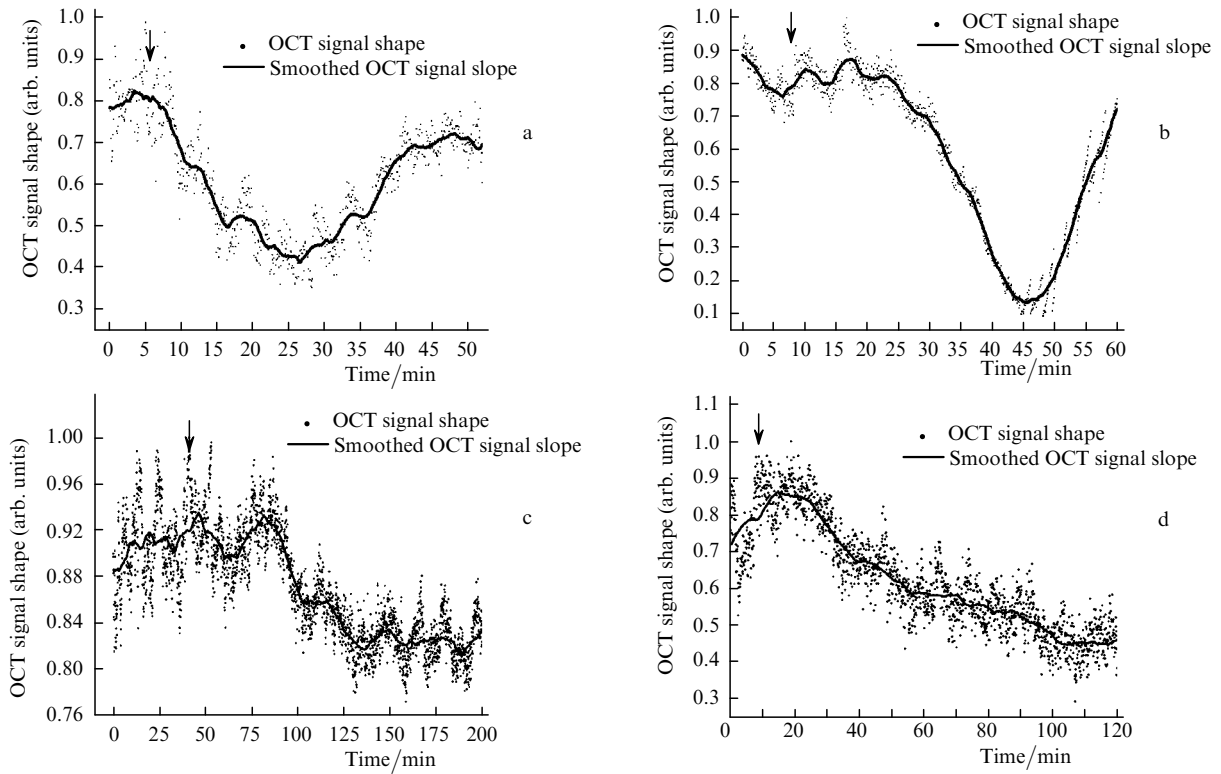 OCT signal shape (arb. units)
1.0
0.9
0.8
0.7
0.6
0.5
0.4
0.3
OCT signal shape
Smoothed OCT signal slope
a
0 5 10 15 20 25 30 35 40 45 50
Time/min
OCT signal shape (arb. units)
1.0
0.9
0.8
0.7
0.6
0.5
0.4
0.3
0.2
0.1
OCT signal shape
Smoothed OCT signal slope
b
0 5 10 15 20 25 30 35 40 45 50 55 60
Time/min
OCT signal shape (arb. units)
1.00
0.96
0.92
0.88
0.84
0.80
0.76
OCT signal shape
Smoothed OCT signal slope
c
0 25 50 75 100 125 150 175 200
Time/min
OCT signal shape (arb. units)
1.1
1.0
0.9
0.8
0.7
0.6
0.5
0.4
0.3
OCT signal shape
Smoothed OCT signal slope
d
0 20 40 60 80 100 120
Time/min